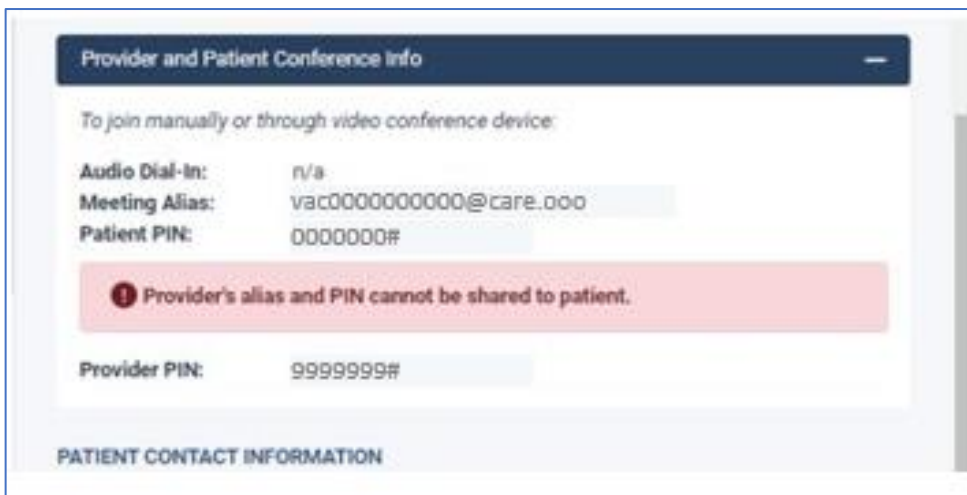 Provider and Patient Conference Info
To join manually or through video conference device:
Audio Dial-In: n/a
Meeting Alias: vac0000000000@care.ooo
Patient PIN: 0000000#
Provider's alias and PIN cannot be shared to patient.
Provider PIN: 9999999#
PATIENT CONTACT INFORMATION